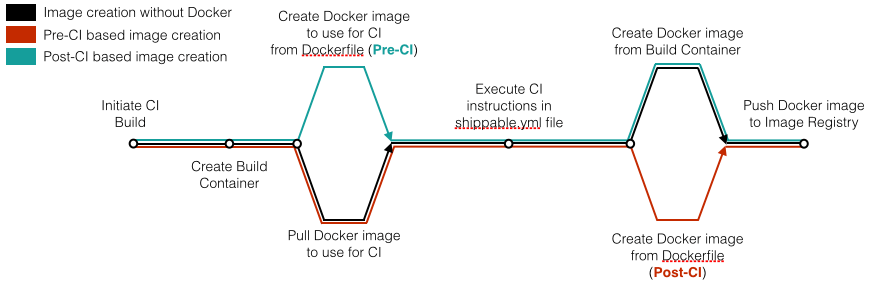 Image creation without Docker
Pre-CI based image creation
Post-CI based image creation
Create Docker image
to use for CI
from Dockerfile (Pre-CI)
Create Docker image
from Build Container
Initiate CI
Build
Execute CI
instructions in
shippable.yml file
Push Docker image
to Image Registry
Create Build
Container
Pull Docker image
to use for CI
Create Docker image
from Dockerfile
(Post-CI)